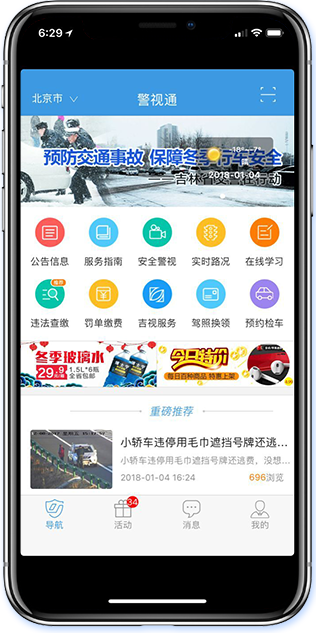 6:29
北京市
警视通
预防交通事故 保障冬季行车安全
2018-01-04
公告信息 服务指南 安全警视 实时路况 在线学习
推荐
违法查缴 罚单缴费 吉视服务 驾照换领 预约检车
冬季玻璃水
29.9 1.5L*6瓶
全省包邮
今日特价
每日百种商品·特惠上架
重磅推荐
小轿车违停用毛巾遮挡号牌还逃...
小轿车违停用毛巾遮挡号牌还逃费，没想...
2018-01-04 16:24 696浏览
34
导航 活动 消息 我的